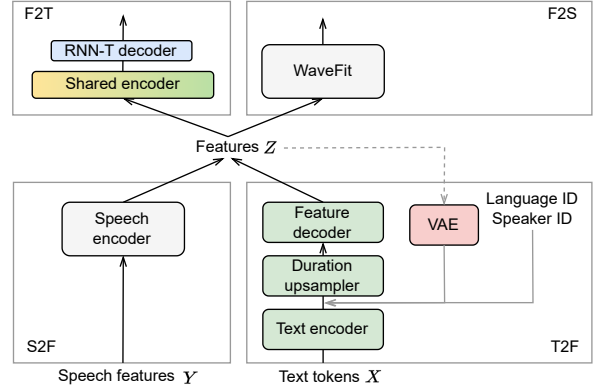 F2T
F2S
RNN-T decoder
Shared encoder
WaveFit
Features Z
Speech
encoder
Feature
decoder
VAE
Language ID
Speaker ID
Duration
upsampler
Text encoder
S2F
T2F
Speech features Y
Text tokens X